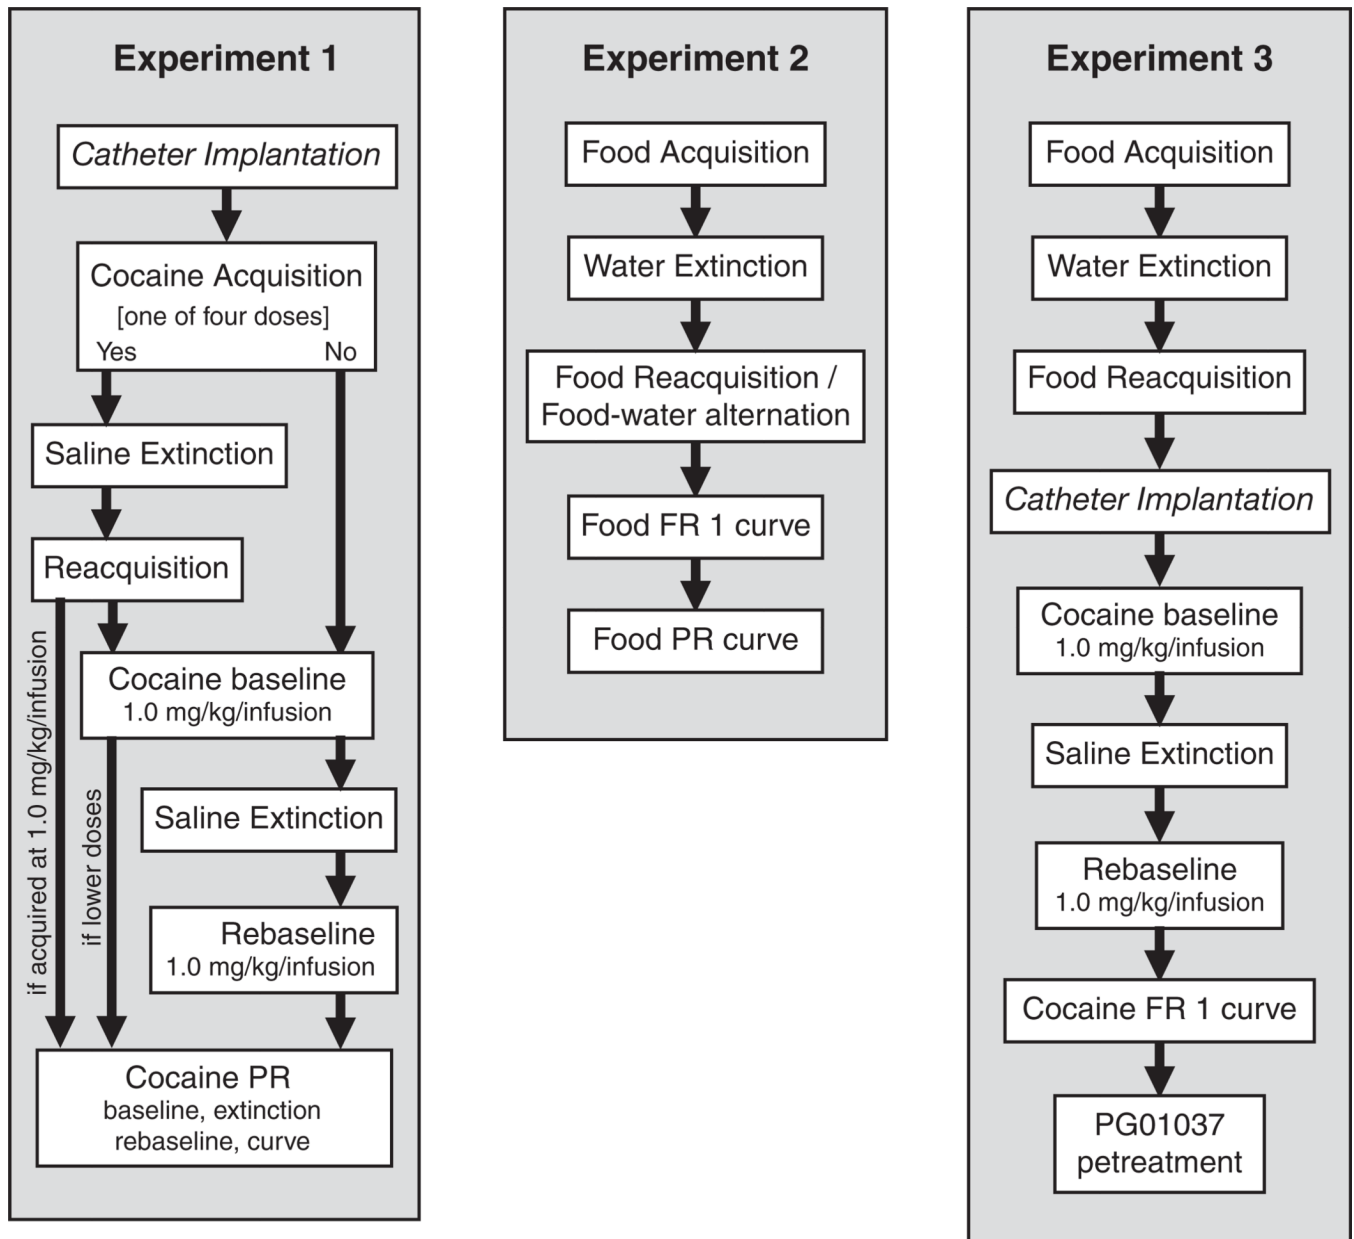 Experiment 1
Catheter Implantation
Cocaine Acquisition
[one of four doses]
Yes No
Saline Extinction
Reacquisition
if acquired at 1.0 mg/kg/infusion
Cocaine baseline
1.0 mg/kg/infusion
if lower doses
Saline Extinction
Rebaseline
1.0 mg/kg/infusion
Cocaine PR
baseline, extinction
rebaseline, curve
Experiment 2
Food Acquisition
Water Extinction
Food Reacquisition /
Food-water alternation
Food FR 1 curve
Food PR curve
Experiment 3
Food Acquisition
Water Extinction
Food Reacquisition
Catheter Implantation
Cocaine baseline
1.0 mg/kg/infusion
Saline Extinction
Rebaseline
1.0 mg/kg/infusion
Cocaine FR 1 curve
PG01037
petreatment